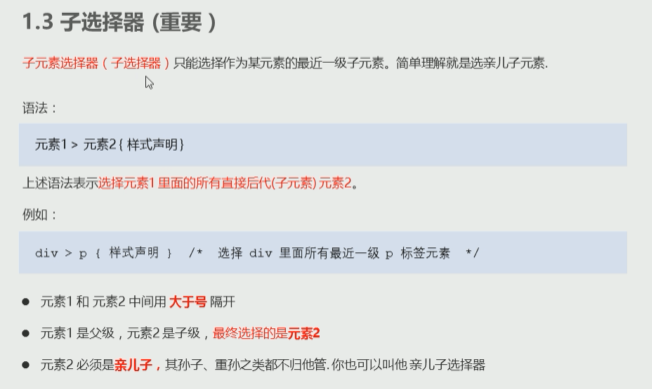 1.3 子选择器 (重要)
子元素选择器（子选择器）只能选择作为某元素的最近一级子元素。简单理解就是选亲儿子元素.
语法：
元素1 > 元素2 { 样式声明 }
上述语法表示选择元素1 里面的所有直接后代(子元素) 元素2。
例如：
div > p { 样式声明 } /* 选择 div 里面所有最近一级 p 标签元素 */
● 元素1 和 元素2 中间用 大于号 隔开
● 元素1 是父级，元素2 是子级，最终选择的是元素2
● 元素2 必须是亲儿子，其孙子、重孙之类都不归他管. 你也可以叫他 亲儿子选择器